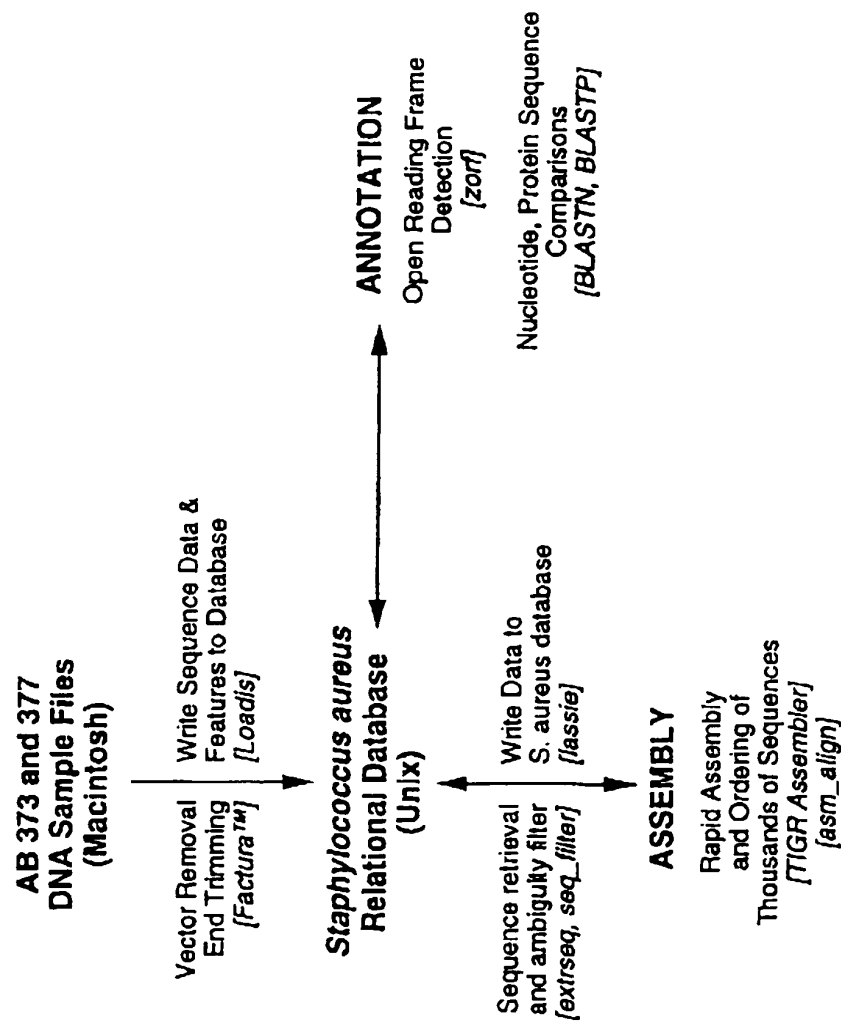 AB 373 and 377
DNA Sample Files
(Macintosh)
Vector Removal
End Trimming
[Factura™]
Write Sequence Data &
Features to Database
[Loadis]
Staphylococcus aureus
Relational Database
(Unix)
ANNOTATION
Open Reading Frame
Detection
[zorf]
Nucleotide, Protein Sequence
Comparisons
[BLASTN, BLASTP]
Sequence retrieval
and ambiguity filter
[extrseq, seq_filter]
Write Data to
S. aureus database
[lassie]
ASSEMBLY
Rapid Assembly
and Ordering of
Thousands of Sequences
[TIGR Assembler]
[asm_align]